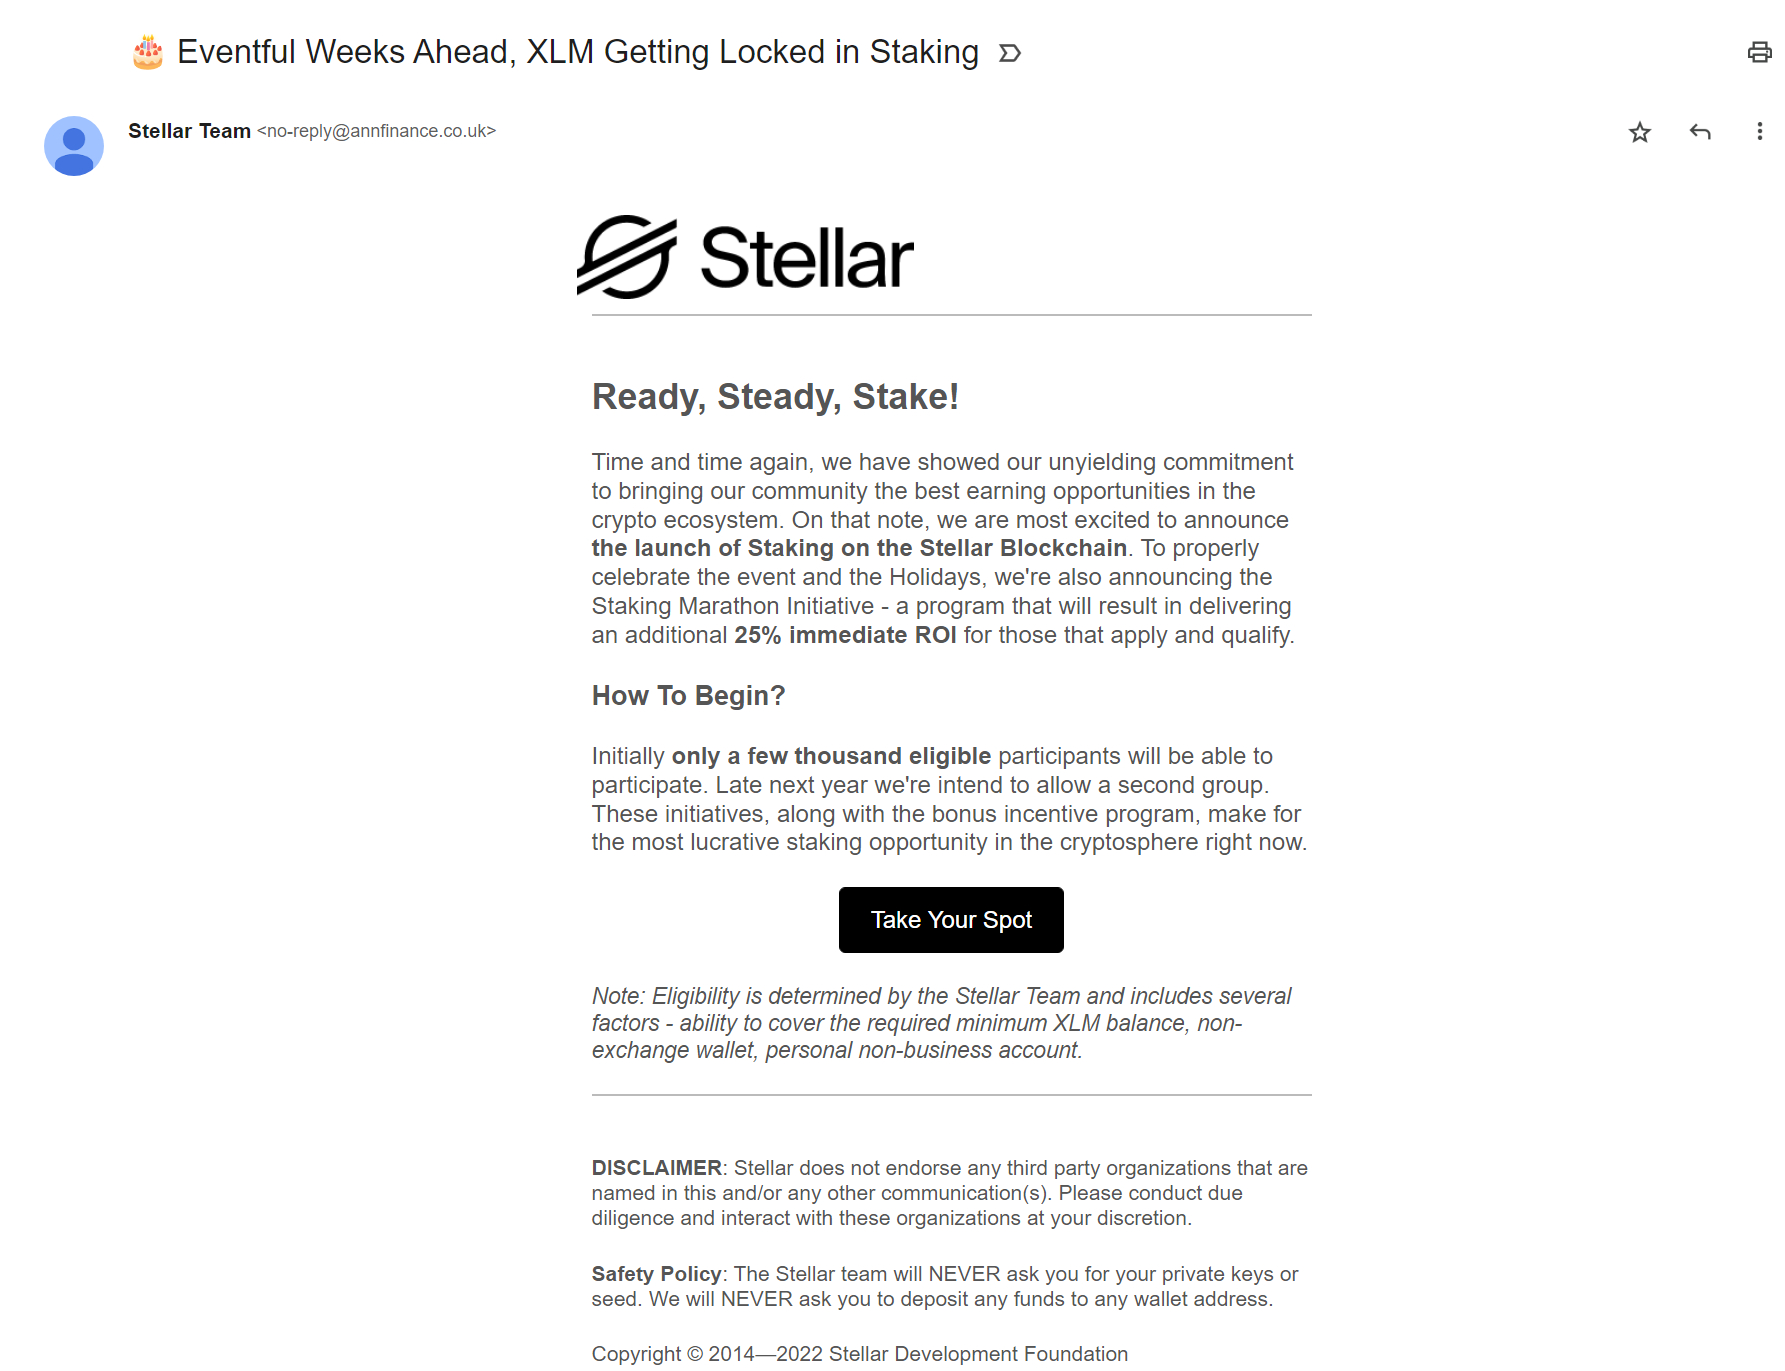 🎂 Eventful Weeks Ahead, XLM Getting Locked in Staking
Stellar Team <no-reply@annfinance.co.uk>
Stellar
Ready, Steady, Stake!
Time and time again, we have showed our unyielding commitment
to bringing our community the best earning opportunities in the
crypto ecosystem. On that note, we are most excited to announce
the launch of Staking on the Stellar Blockchain. To properly
celebrate the event and the Holidays, we're also announcing the
Staking Marathon Initiative - a program that will result in delivering
an additional 25% immediate ROI for those that apply and qualify.
How To Begin?
Initially only a few thousand eligible participants will be able to
participate. Late next year we're intend to allow a second group.
These initiatives, along with the bonus incentive program, make for
the most lucrative staking opportunity in the cryptosphere right now.
Take Your Spot
Note: Eligibility is determined by the Stellar Team and includes several
factors - ability to cover the required minimum XLM balance, non-
exchange wallet, personal non-business account.
DISCLAIMER: Stellar does not endorse any third party organizations that are
named in this and/or any other communication(s). Please conduct due
diligence and interact with these organizations at your discretion.
Safety Policy: The Stellar team will NEVER ask you for your private keys or
seed. We will NEVER ask you to deposit any funds to any wallet address.
Copyright © 2014—2022 Stellar Development Foundation